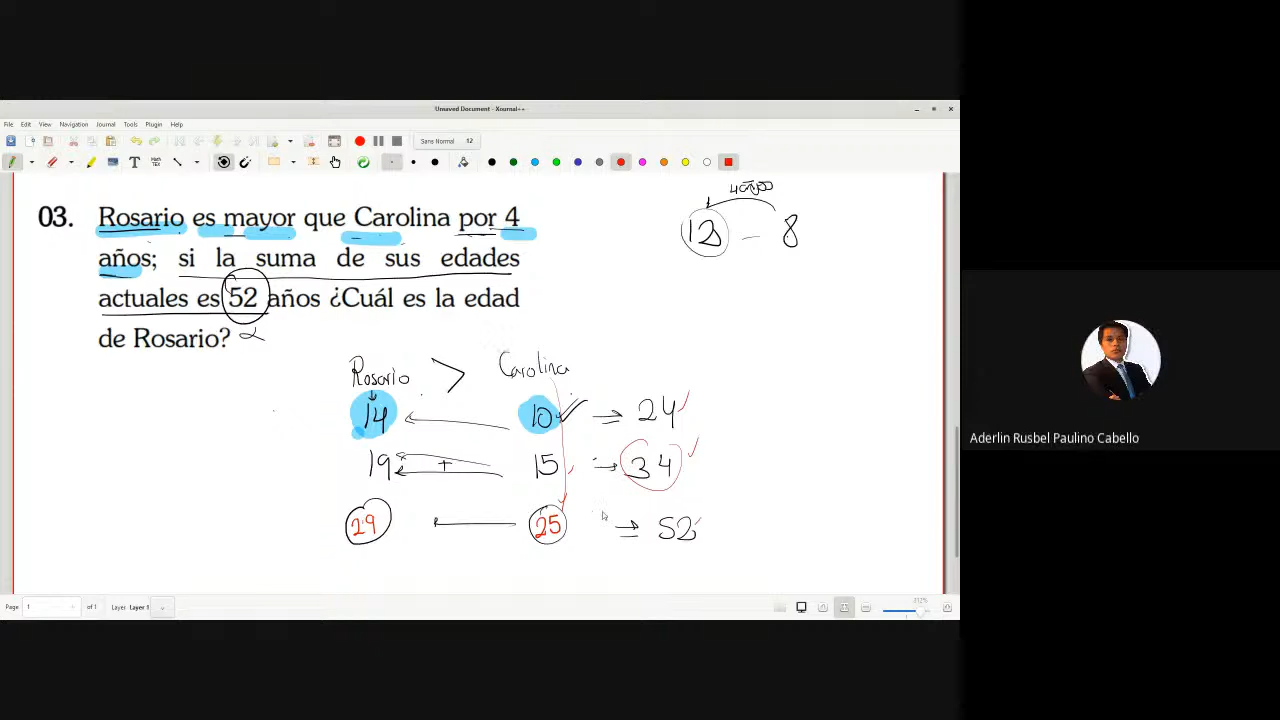 Unsaved Document - Xournal++
File Edit View Navigation Journal Tools Plugin Help
Sans Normal 12
03. Rosario es mayor que Carolina por 4
años; si la suma de sus edades
actuales es 52 años ¿Cuál es la edad
de Rosario?
4 años
12 - 8
Rosario > Carolina
14 10 ⇒ 24
19 + 15 → 34
29 25 ⇒ 52
Aderlin Rusbel Paulino Cabello
Page 1 of 1 Layer Layer 1
312%